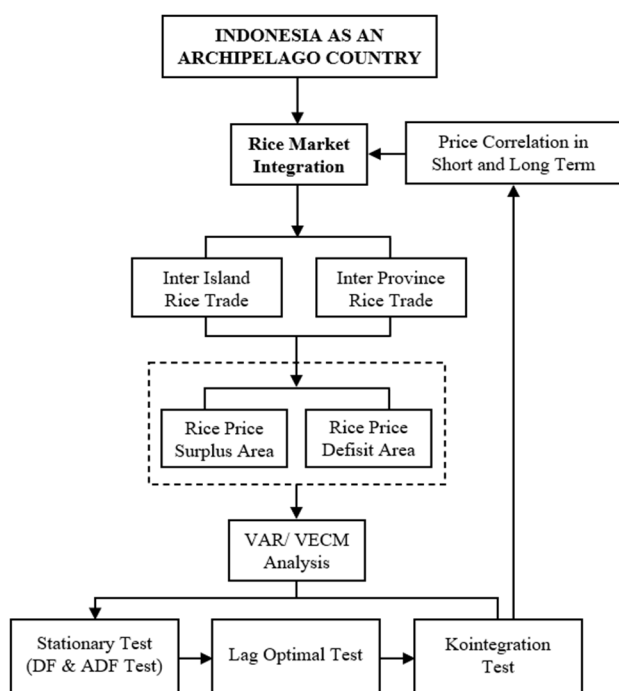 INDONESIA AS AN
ARCHIPELAGO COUNTRY
Rice Market
Integration
Price Correlation in
Short and Long Term
Inter Island
Rice Trade
Inter Province
Rice Trade
Rice Price
Surplus Area
Rice Price
Defisit Area
VAR/ VECM
Analysis
Stationary Test
(DF & ADF Test)
Lag Optimal Test
Kointegration
Test